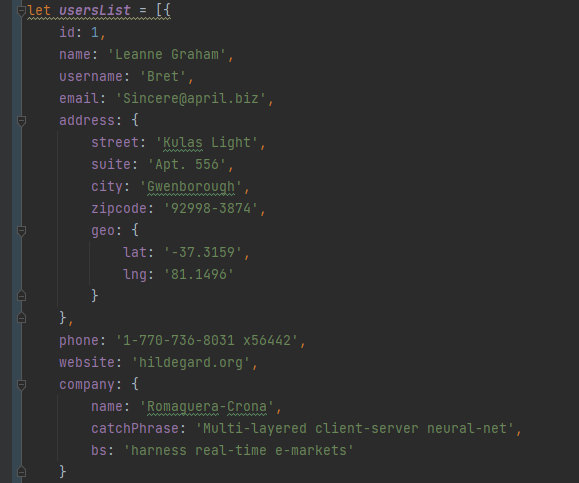 let usersList = [{
    id: 1,
    name: 'Leanne Graham',
    username: 'Bret',
    email: 'Sincere@april.biz',
    address: {
        street: 'Kulas Light',
        suite: 'Apt. 556',
        city: 'Gwenborough',
        zipcode: '92998-3874',
        geo: {
            lat: '-37.3159',
            lng: '81.1496'
        }
    },
    phone: '1-770-736-8031 x56442',
    website: 'hildegard.org',
    company: {
        name: 'Romaguera-Crona',
        catchPhrase: 'Multi-layered client-server neural-net',
        bs: 'harness real-time e-markets'
    }